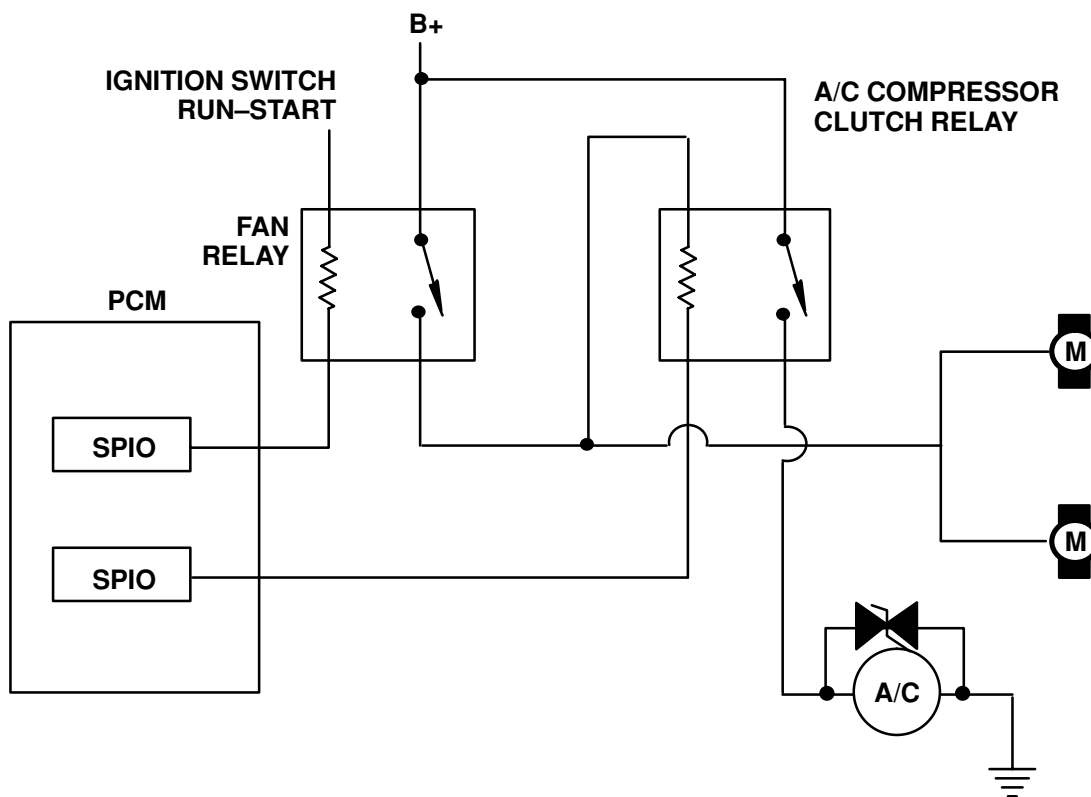 B+
IGNITION SWITCH
RUN–START
A/C COMPRESSOR
CLUTCH RELAY
FAN
RELAY
PCM
M
SPIO
M
SPIO
A/C